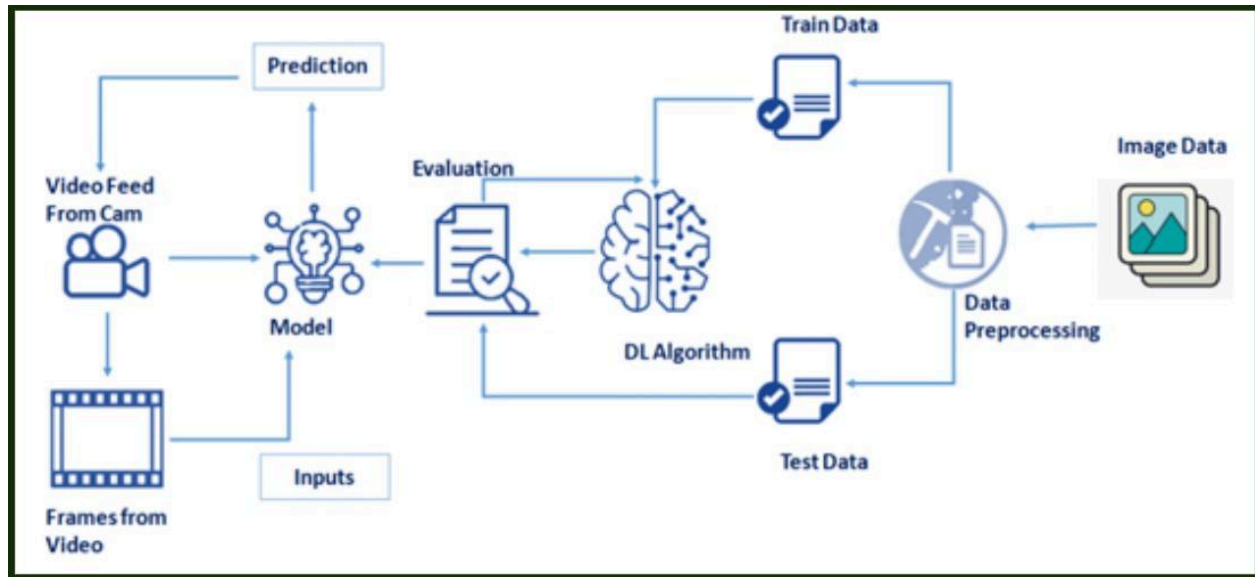 Train Data
Prediction
Image Data
Evaluation
Video Feed
From Cam
Model
Data
Preprocessing
DL Algorithm
Test Data
Inputs
Frames from
Video